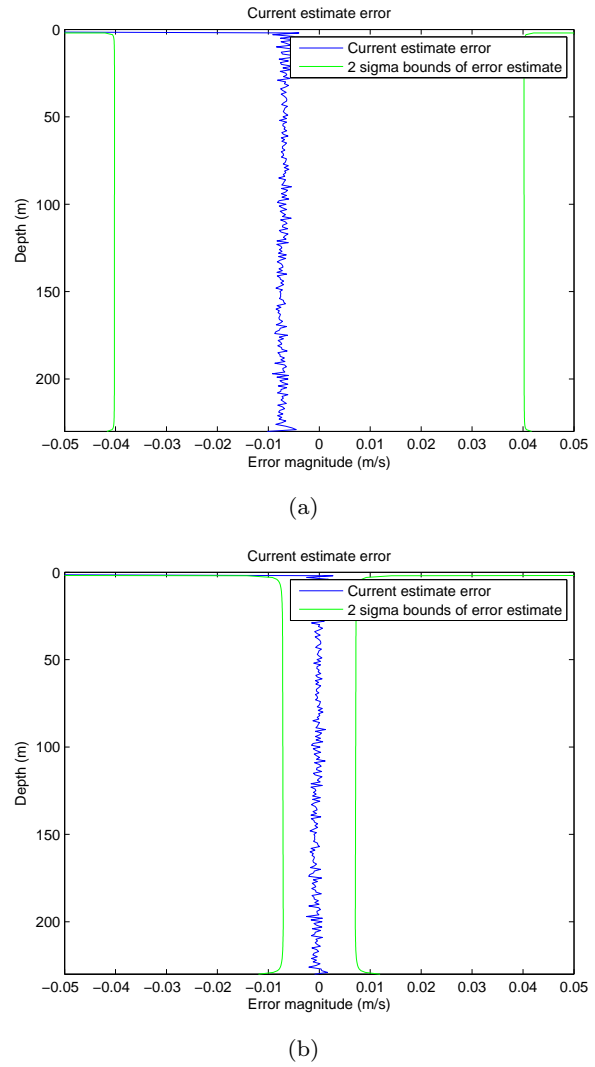 Current estimate error
0
50
100
150
200
Depth (m)
Current estimate error
2 sigma bounds of error estimate
−0.05 −0.04 −0.03 −0.02 −0.01 0 0.01 0.02 0.03 0.04 0.05
Error magnitude (m/s)
(a)
Current estimate error
0
50
100
150
200
Depth (m)
Current estimate error
2 sigma bounds of error estimate
−0.05 −0.04 −0.03 −0.02 −0.01 0 0.01 0.02 0.03 0.04 0.05
Error magnitude (m/s)
(b)